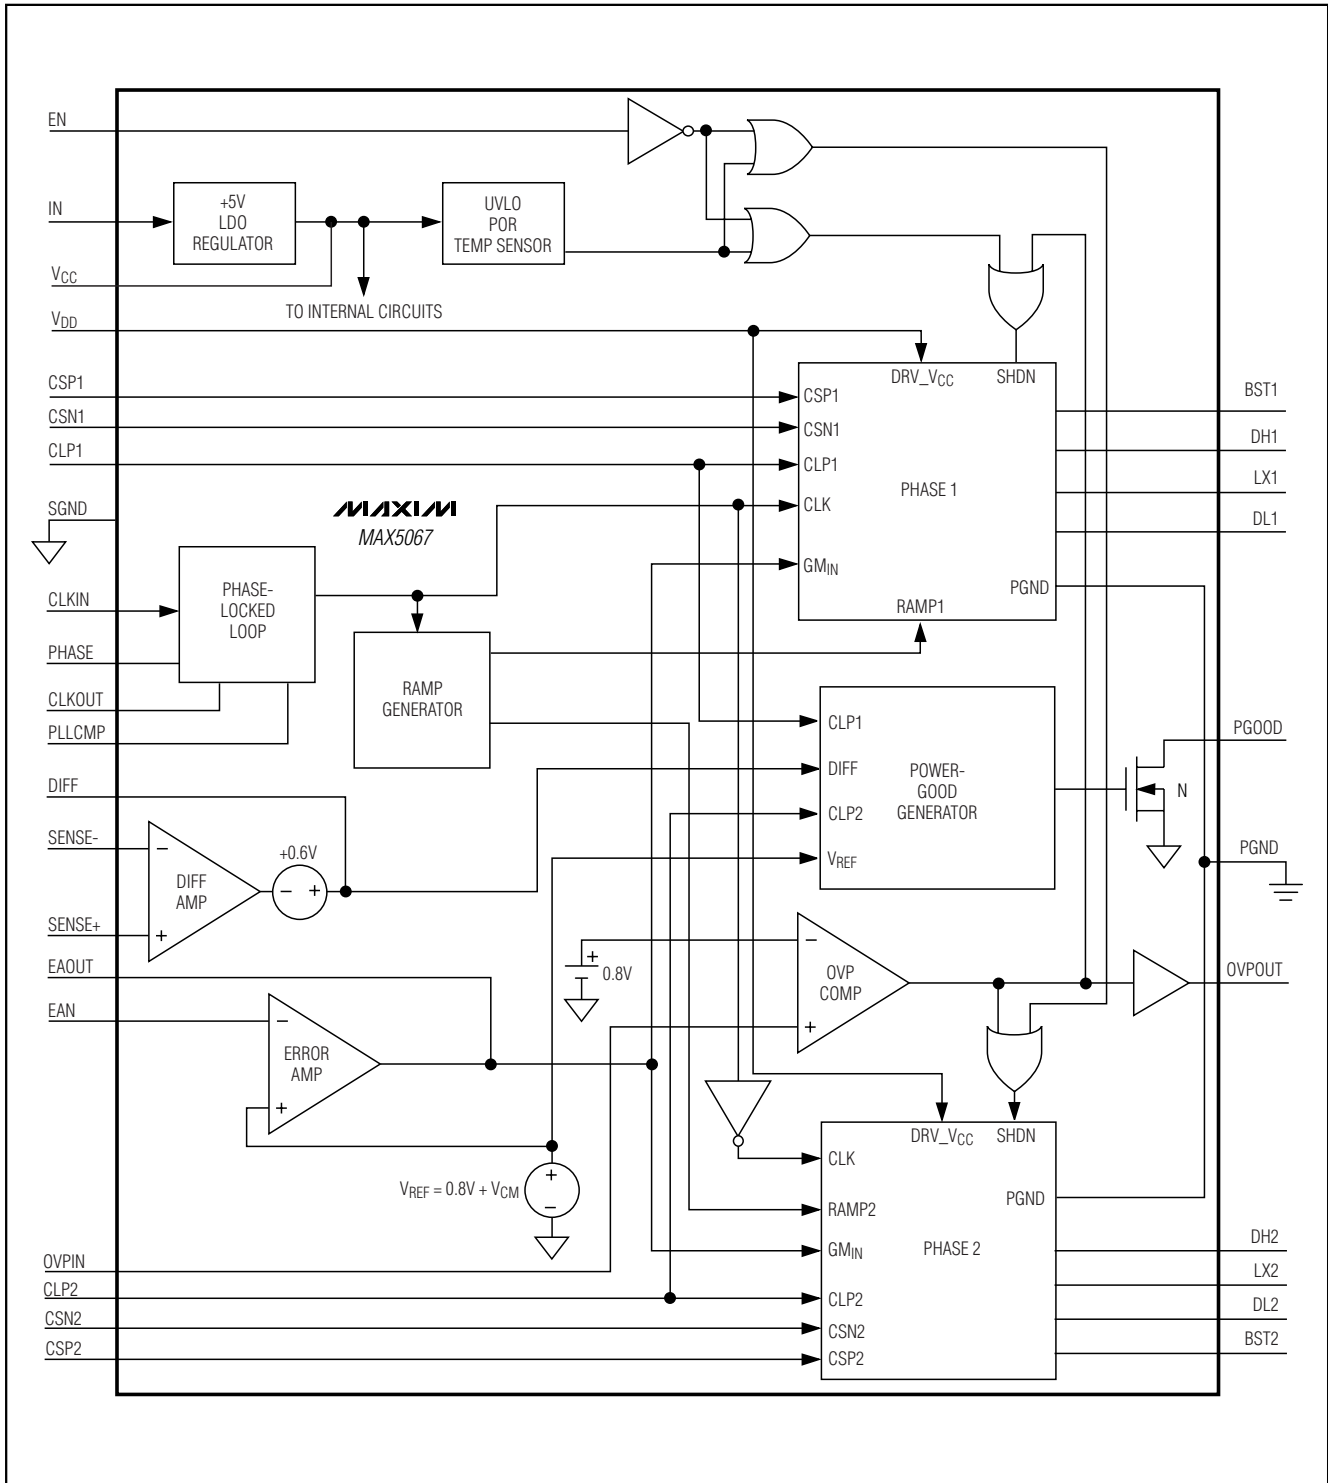 EN
IN
+5V
LDO
REGULATOR
UVLO
POR
TEMP SENSOR
VCC
TO INTERNAL CIRCUITS
VDD
DRV_VCC
SHDN
CSP1
CSP1
BST1
CSN1
CSN1
DH1
CLP1
CLP1
PHASE 1
LX1
SGND
MAXIM
MAX5067
CLK
DL1
GMIN
PGND
CLKIN
PHASE-
LOCKED
LOOP
RAMP1
PHASE
RAMP
GENERATOR
CLKOUT
PLLCMP
CLP1
PGOOD
DIFF
DIFF
POWER-
GOOD
GENERATOR
N
CLP2
SENSE-
−
+0.6V
VREF
PGND
DIFF
AMP
−
+
SENSE+
+
EAOUT
+
0.8V
−
OVP
COMP
+
OVPOUT
EAN
−
ERROR
AMP
+
DRV_VCC
SHDN
CLK
VREF = 0.8V + VCM
+
−
RAMP2
PGND
GMIN
PHASE 2
DH2
OVPIN
LX2
CLP2
CLP2
DL2
CSN2
CSN2
BST2
CSP2
CSP2